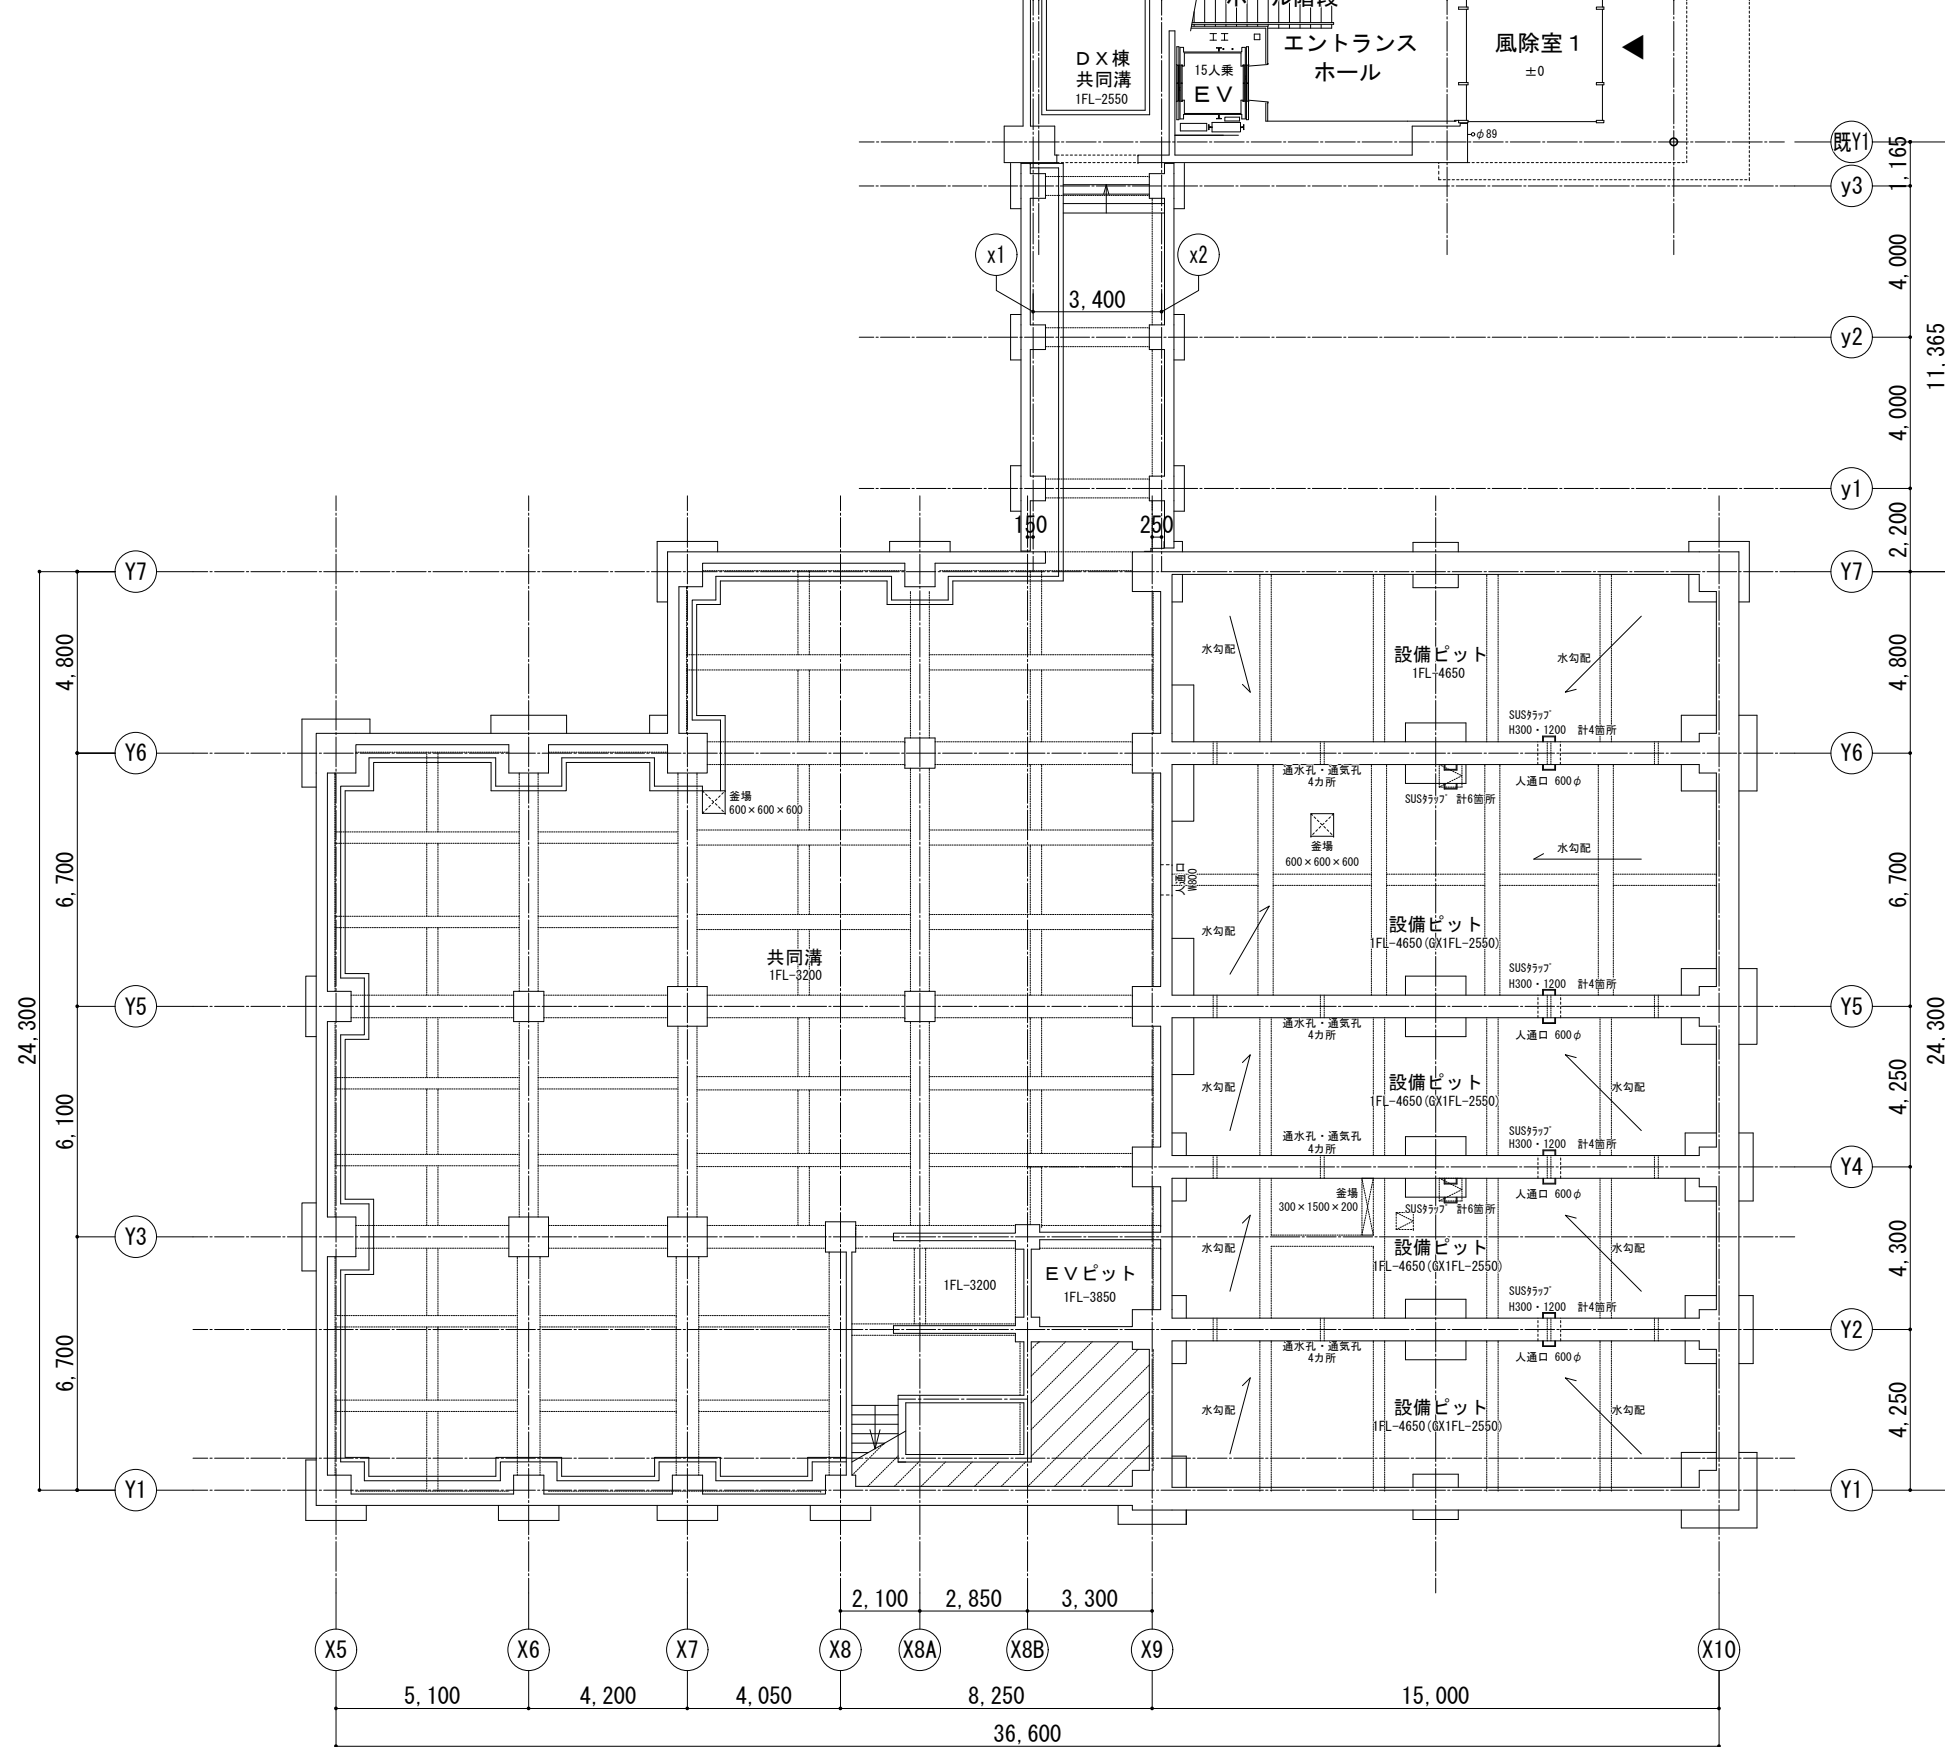 ホール階段
エントランス
ホール
風除室1
±0
DX棟
共同溝
1FL-2550
15人乗
EV
φ89
既Y1
1,165
y3
x1
x2
4,000
3,400
y2
11,365
4,000
y1
150
250
2,200
Y7
Y7
4,800
水勾配
設備ピット
1FL-4650
水勾配
4,800
SUSタラップ
H300・1200 計4箇所
Y6
Y6
通水孔・通気孔
4カ所
人通口 600φ
SUSタラップ 計6箇所
釜場
600×600×600
釜場
600×600×600
水勾配
6,700
人通口
W800
6,700
水勾配
設備ピット
1FL-4650(GX1FL-2550)
共同溝
1FL-3200
SUSタラップ
H300・1200 計4箇所
Y5
Y5
24,300
通水孔・通気孔
4カ所
人通口 600φ
24,300
6,100
水勾配
設備ピット
1FL-4650(GX1FL-2550)
水勾配
4,250
通水孔・通気孔
4カ所
SUSタラップ
H300・1200 計4箇所
Y4
釜場
300×1500×200
人通口 600φ
SUSタラップ 計6箇所
Y3
水勾配
設備ピット
1FL-4650(GX1FL-2550)
水勾配
4,300
1FL-3200
EVピット
1FL-3850
SUSタラップ
H300・1200 計4箇所
Y2
通水孔・通気孔
4カ所
人通口 600φ
6,700
水勾配
設備ピット
1FL-4650(GX1FL-2550)
水勾配
4,250
Y1
Y1
2,100
2,850
3,300
X5
X6
X7
X8
X8A
X8B
X9
X10
5,100
4,200
4,050
8,250
15,000
36,600